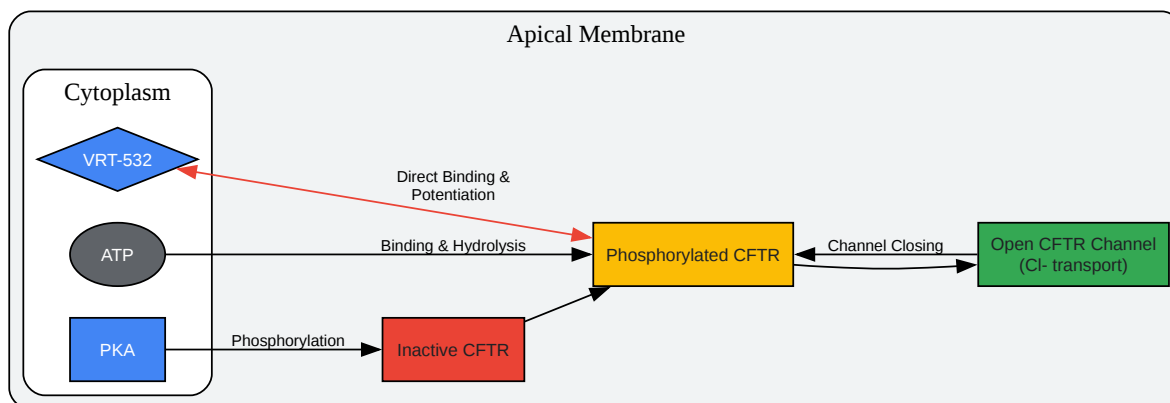 Apical Membrane
Cytoplasm
VRT-532
Direct Binding &
Potentiation
ATP
Binding & Hydrolysis
Phosphorylated CFTR
Channel Closing
Open CFTR Channel
(Cl- transport)
PKA
Phosphorylation
Inactive CFTR